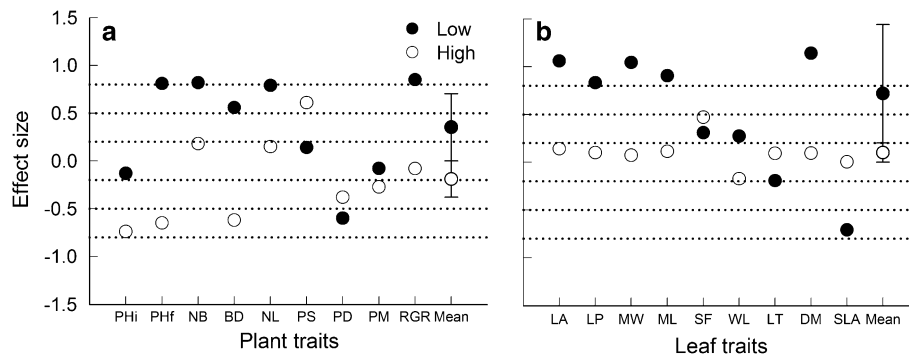 a
Low
High
1.5
1.0
0.5
0.0
-0.5
-1.0
-1.5
Effect size
PHi PHf NB BD NL PS PD PM RGR Mean
Plant traits
b
LA LP MW ML SF WL LT DM SLA Mean
Leaf traits